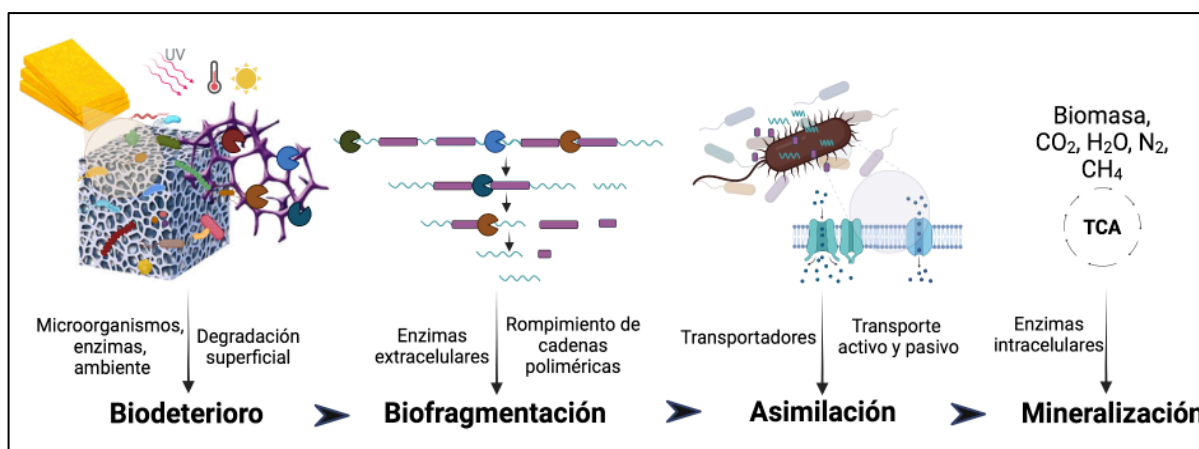 UV
Biomasa,
CO₂, H₂O, N₂,
CH₄
TCA
Microorganismos,
enzimas,
ambiente
Degradación
superficial
Enzimas
extracelulares
Rompimiento de
cadenas
poliméricas
Transportadores
Transporte
activo y pasivo
Enzimas
intracelulares
Biodeterioro
Biofragmentación
Asimilación
Mineralización